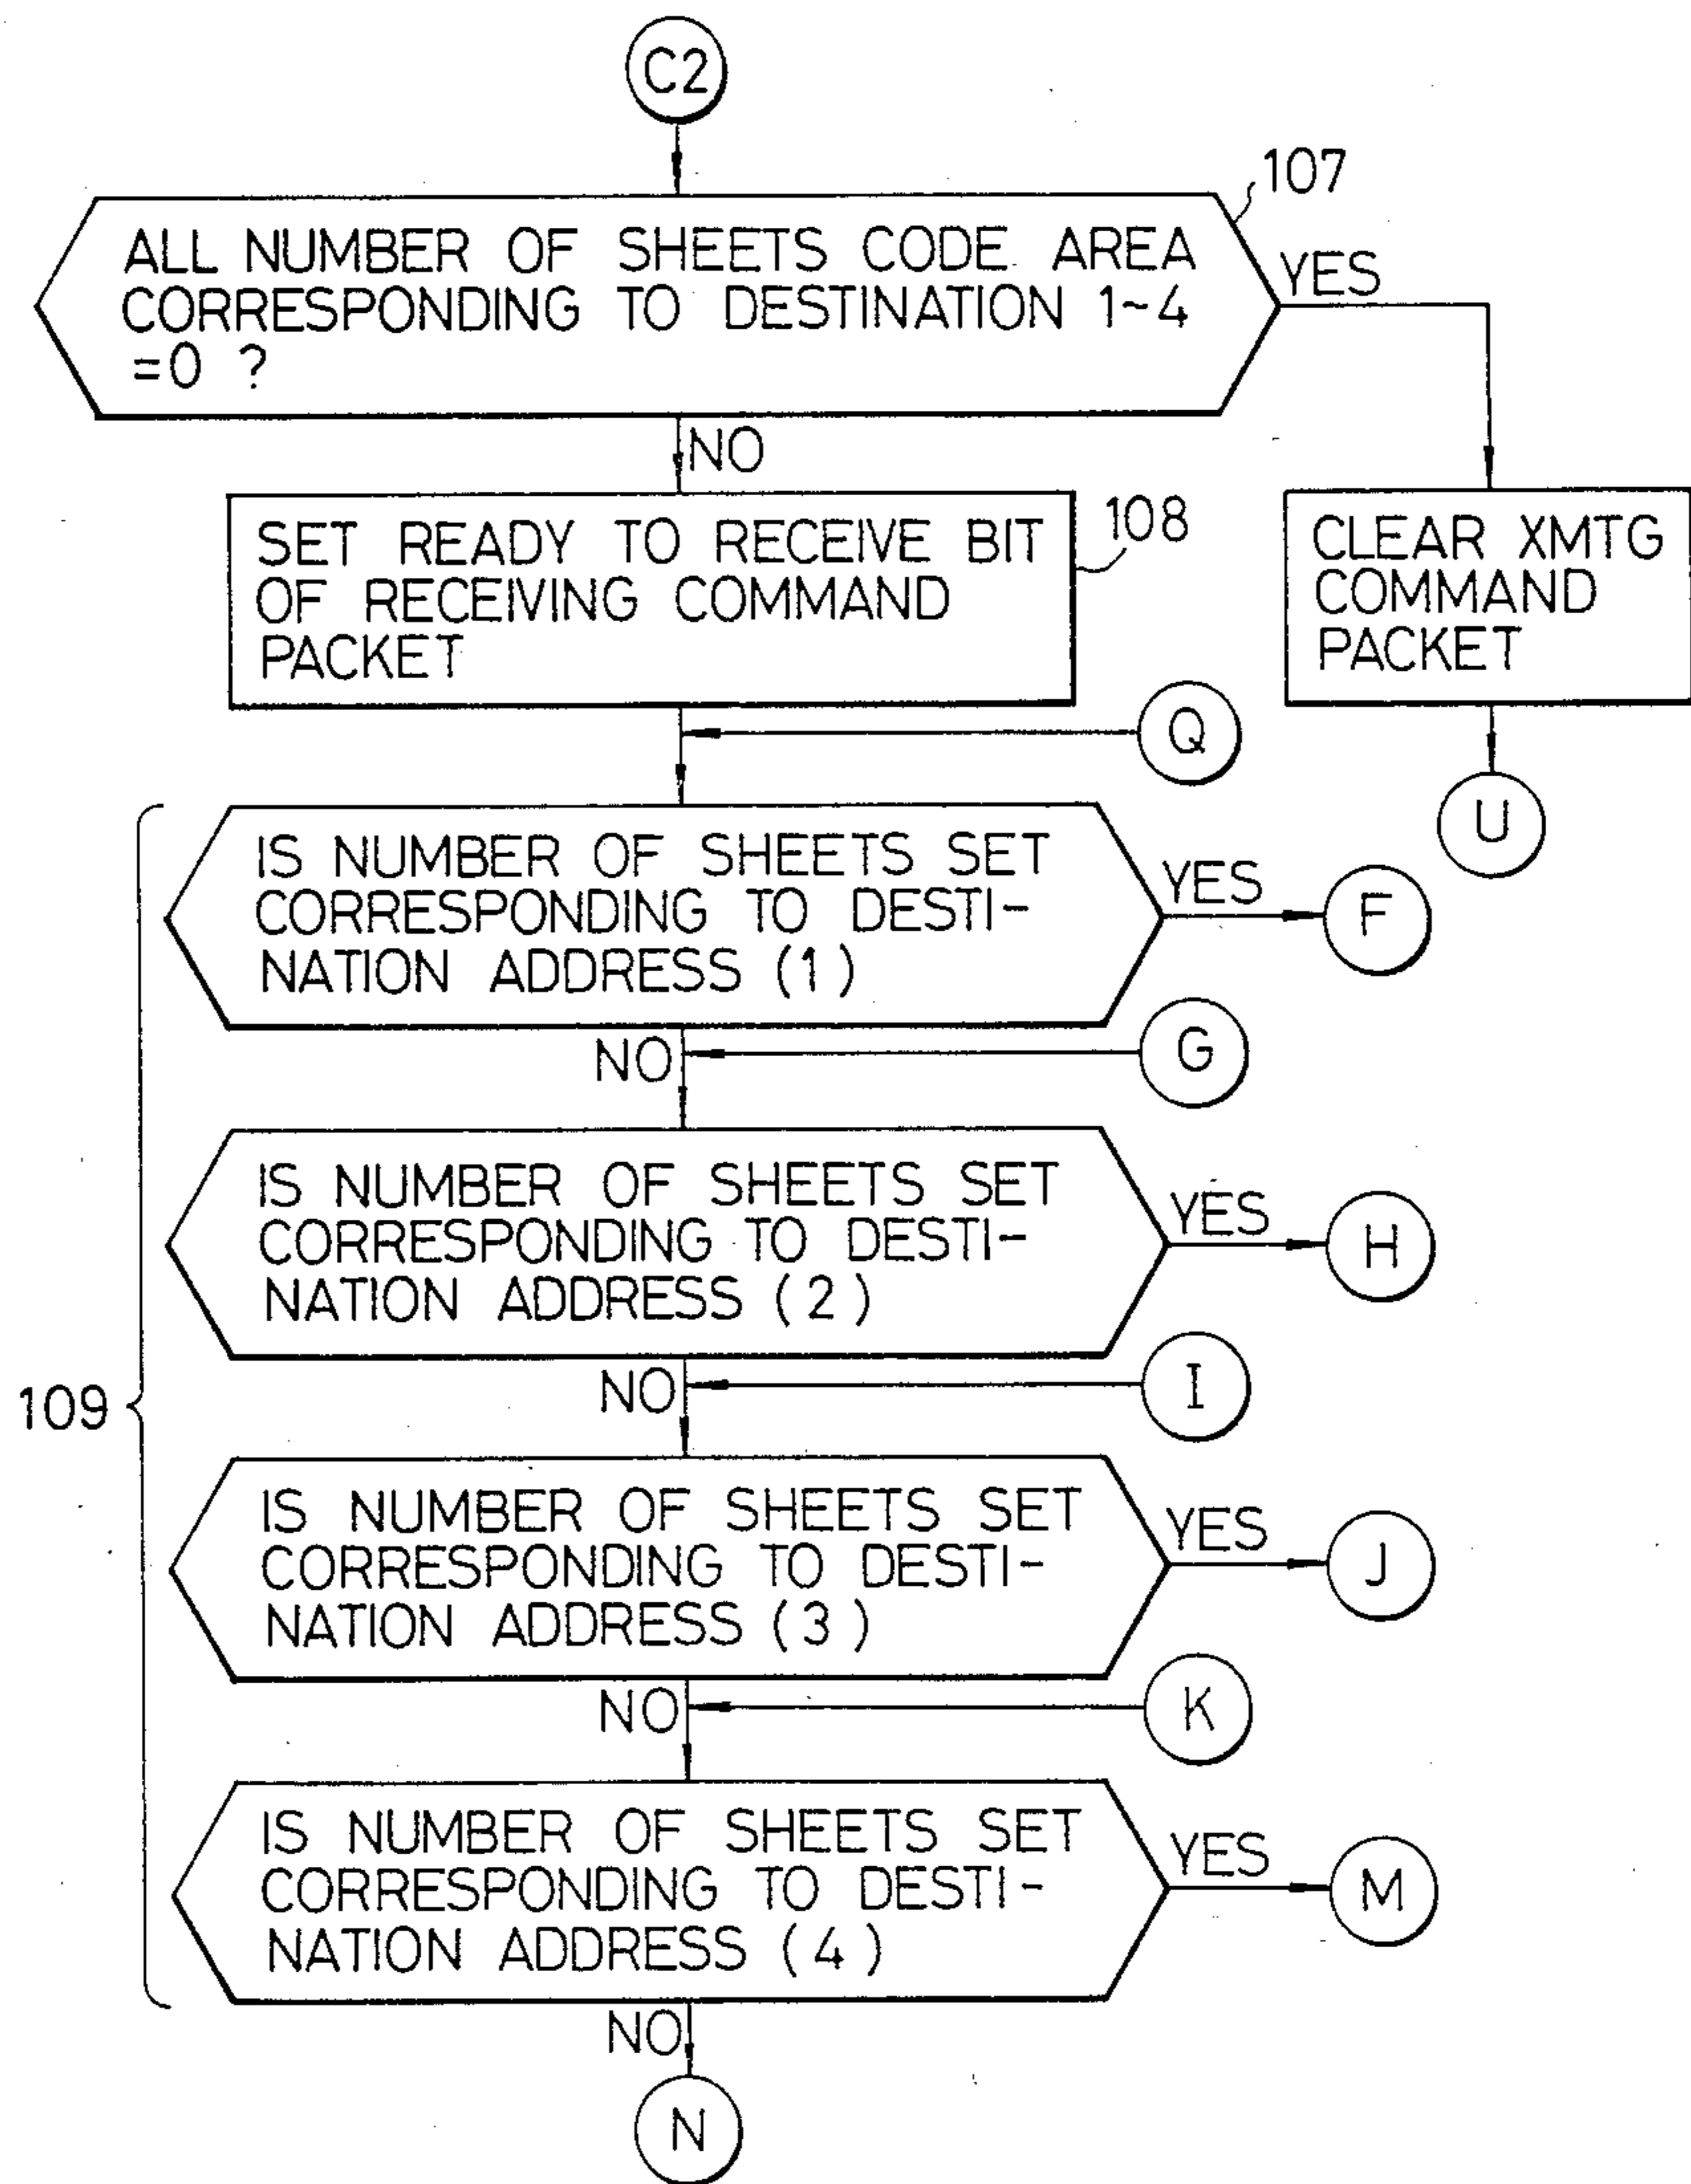 C2
107
ALL NUMBER OF SHEETS CODE AREA
CORRESPONDING TO DESTINATION 1~4
=0 ?
YES
NO
SET READY TO RECEIVE BIT
OF RECEIVING COMMAND
PACKET
108
CLEAR XMTG
COMMAND
PACKET
Q
U
IS NUMBER OF SHEETS SET
CORRESPONDING TO DESTI-
NATION ADDRESS (1)
YES
F
NO
G
IS NUMBER OF SHEETS SET
CORRESPONDING TO DESTI-
NATION ADDRESS (2)
YES
H
109
NO
I
IS NUMBER OF SHEETS SET
CORRESPONDING TO DESTI-
NATION ADDRESS (3)
YES
J
NO
K
IS NUMBER OF SHEETS SET
CORRESPONDING TO DESTI-
NATION ADDRESS (4)
YES
M
NO
N